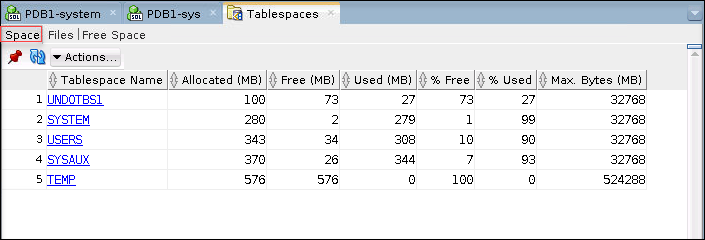 PDB1-system × PDB1-sys × Tablespaces ×
Space Files Free Space
Actions...
Tablespace Name Allocated (MB) Free (MB) Used (MB) % Free % Used Max. Bytes (MB)
1 UNDOTBS1 100 73 27 73 27 32768
2 SYSTEM 280 2 279 1 99 32768
3 USERS 343 34 308 10 90 32768
4 SYSAUX 370 26 344 7 93 32768
5 TEMP 576 576 0 100 0 524288